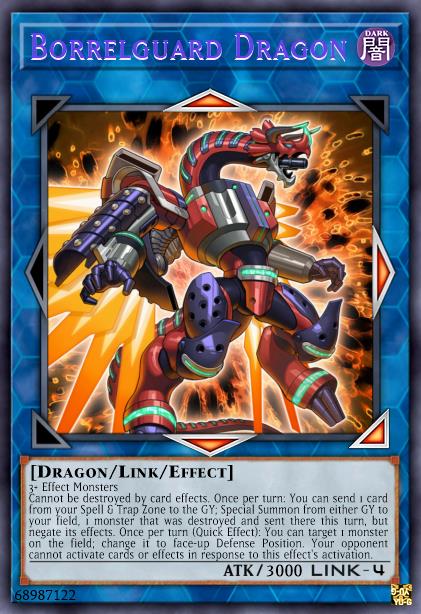 BORRELGUARD DRAGON
DARK
闇
[DRAGON/LINK/EFFECT]
3+ Effect Monsters
Cannot be destroyed by card effects. Once per turn: You can send 1 card
from your Spell & Trap Zone to the GY; Special Summon from either GY to
your field, 1 monster that was destroyed and sent there this turn, but
negate its effects. Once per turn (Quick Effect): You can target 1 monster
on the field; change it to face-up Defense Position. Your opponent
cannot activate cards or effects in response to this effect's activation.
ATK/3000 LINK-4
68987122